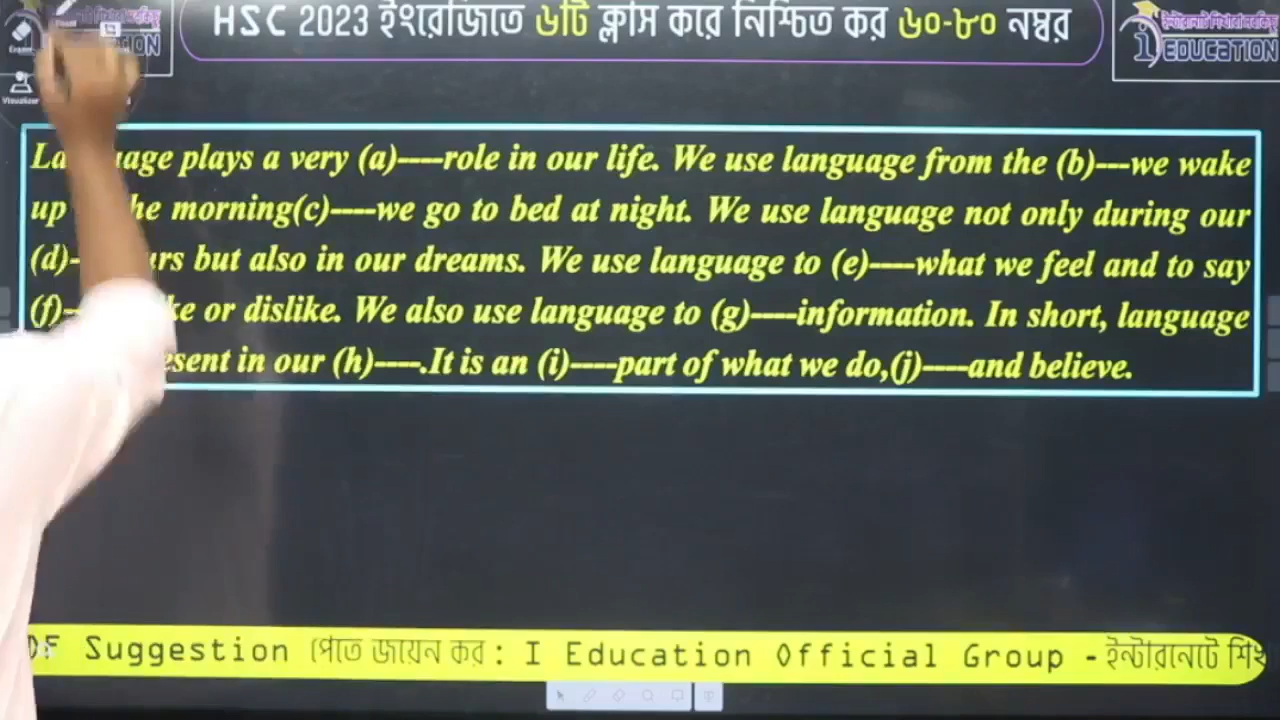 HSC 2023 ইংরেজিতে ৬টি ক্লাস করে নিশ্চিত কর ৬০-৮০ নম্বর
EDUCATION
Visualizer
plays a very (a)----role in our life. We use language from the (b)---we wake
up he morning(c)----we go to bed at night. We use language not only during our
(d)- but also in our dreams. We use language to (e)----what we feel and to say
(f)- or dislike. We also use language to (g)----information. In short, language
in our (h)----.It is an (i)----part of what we do,(j)----and believe.
Suggestion পেতে জয়েন কর : I Education Official Group - ইন্টারনেটে